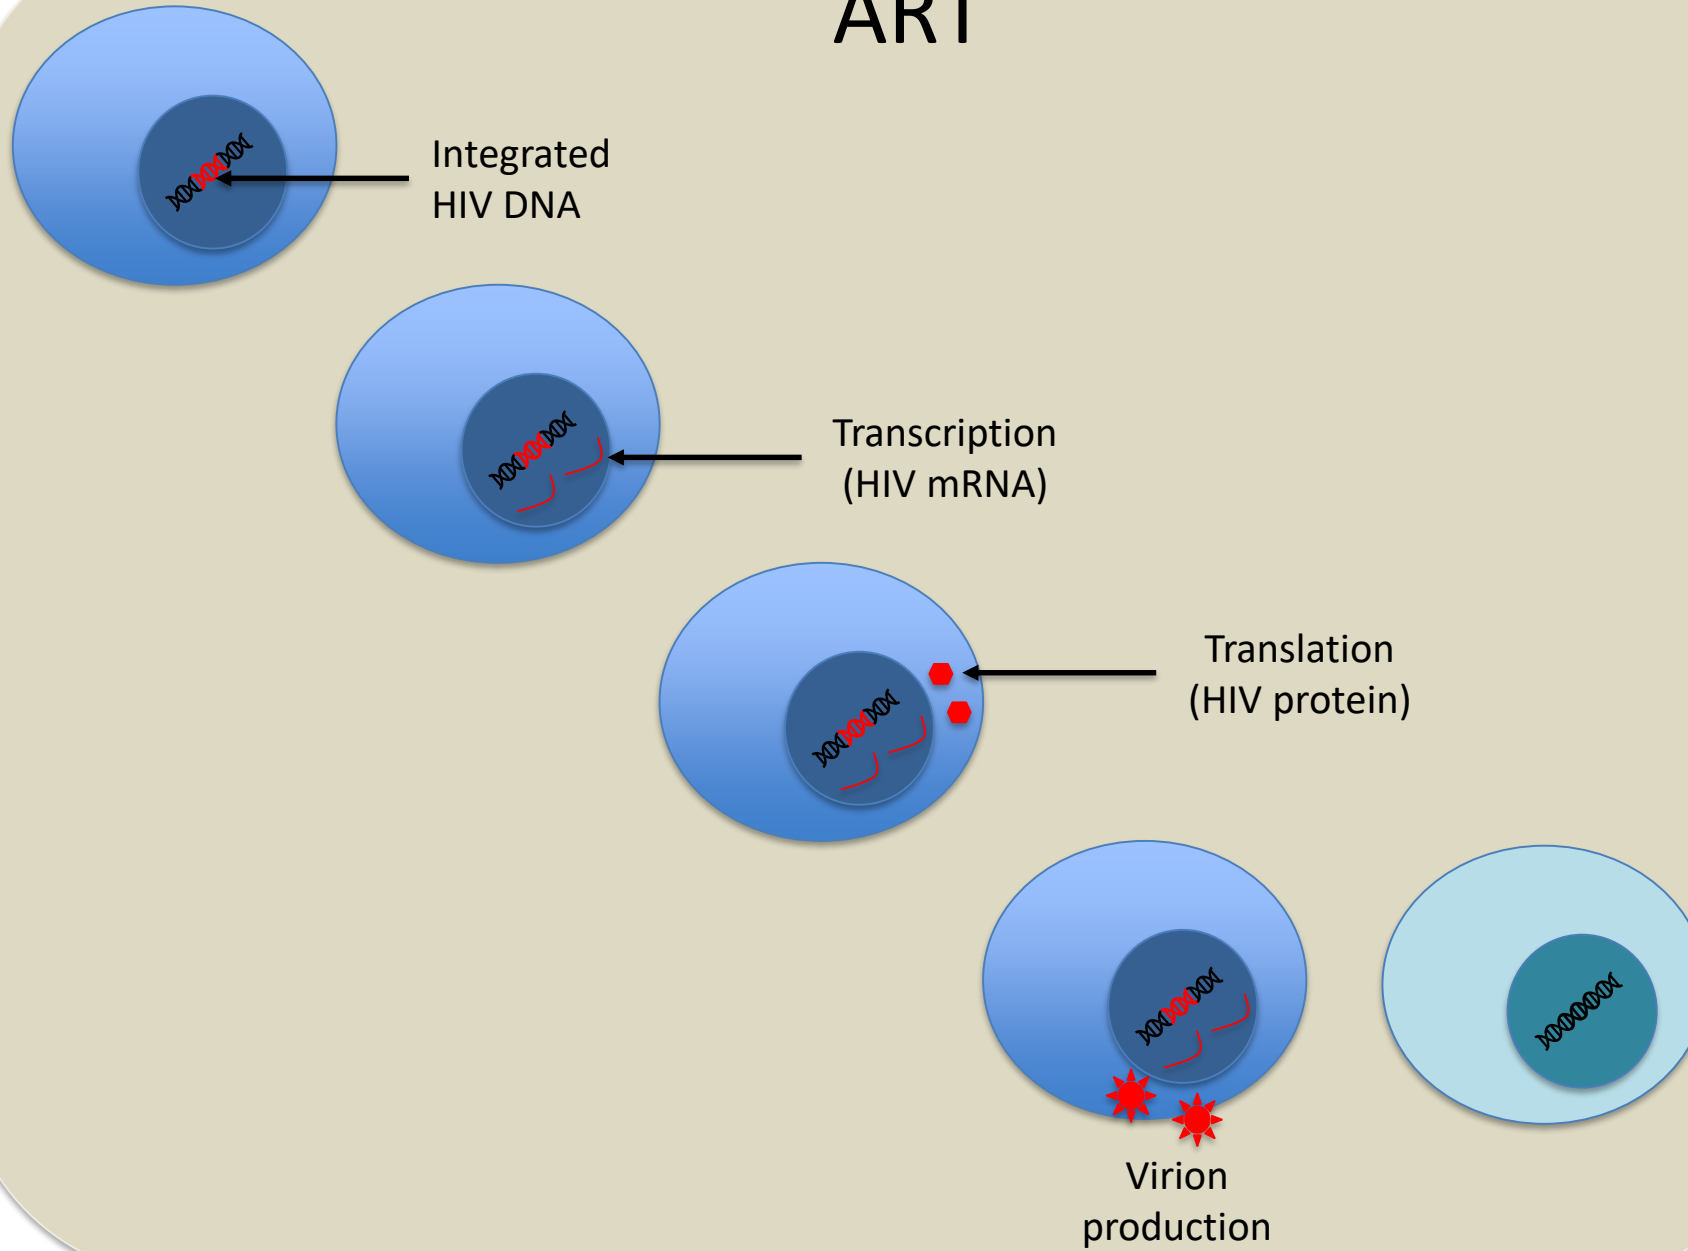 ART
Integrated
HIV DNA
Transcription
(HIV mRNA)
Translation
(HIV protein)
Virion
production